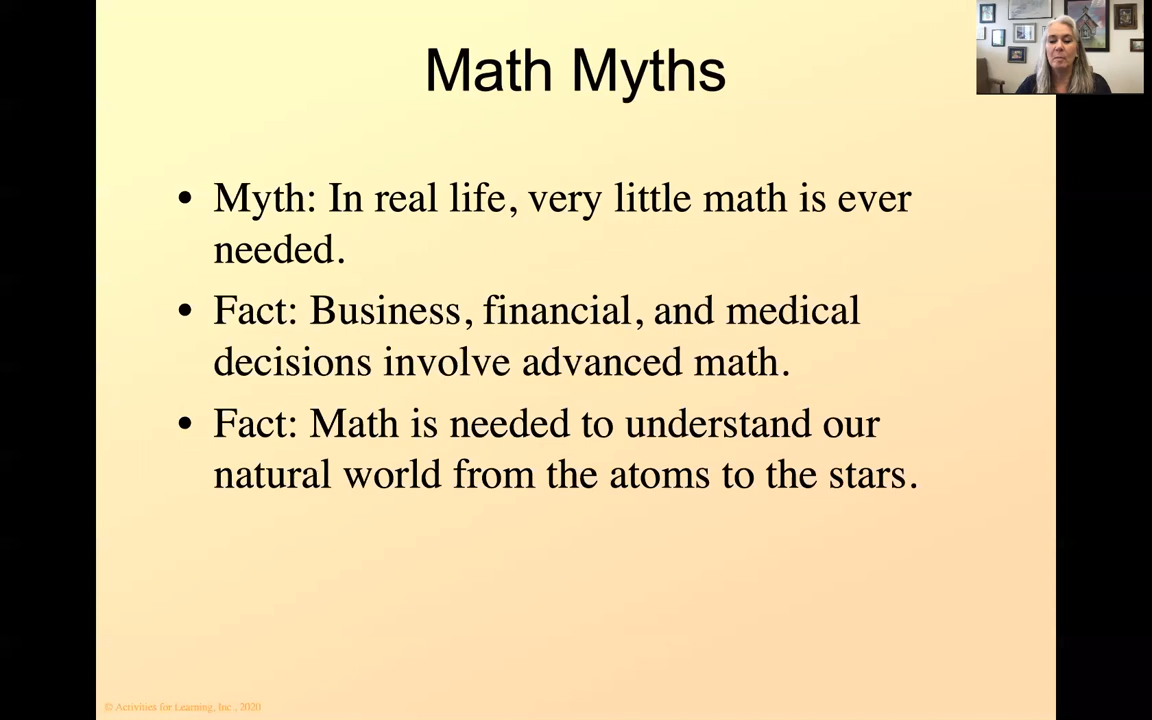 Math Myths
• Myth: In real life, very little math is ever
needed.
• Fact: Business, financial, and medical
decisions involve advanced math.
• Fact: Math is needed to understand our
natural world from the atoms to the stars.
© Activities for Learning, Inc., 2020